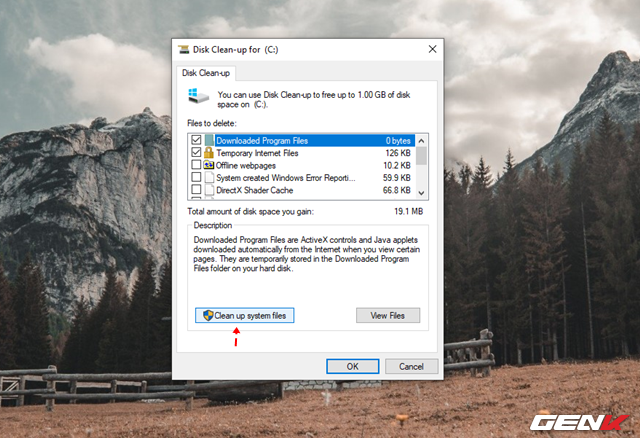 Disk Clean-up for (C:)
Disk Clean-up
You can use Disk Clean-up to free up to 1.00 GB of disk
space on (C:).
Files to delete:
Downloaded Program Files 0 bytes
Temporary Internet Files 126 KB
Offline webpages 10.2 KB
System created Windows Error Reporti... 59.9 KB
DirectX Shader Cache 66.8 KB
Total amount of disk space you gain: 19.1 MB
Description
Downloaded Program Files are ActiveX controls and Java applets
downloaded automatically from the Internet when you view certain
pages. They are temporarily stored in the Downloaded Program
Files folder on your hard disk.
Clean up system files View Files
OK Cancel
GENK